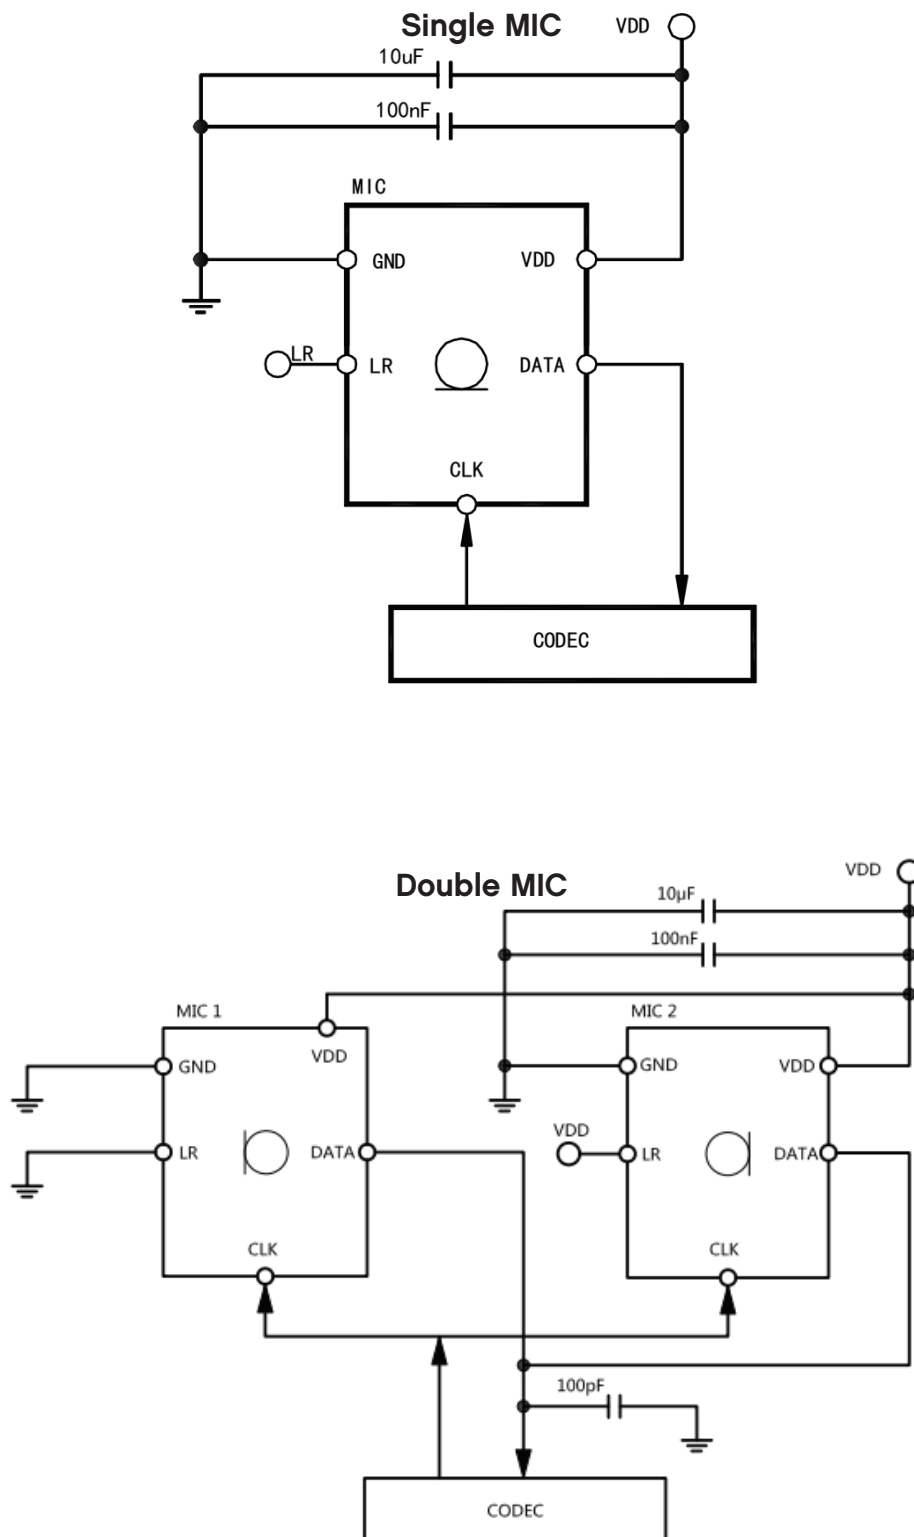 Single MIC
VDD
10uF
100nF
MIC
GND
VDD
LR
LR
DATA
CLK
CODEC
Double MIC
VDD
10µF
100nF
MIC 1
MIC 2
VDD
GND
GND
VDD
VDD
LR
DATA
LR
DATA
CLK
CLK
100pF
CODEC